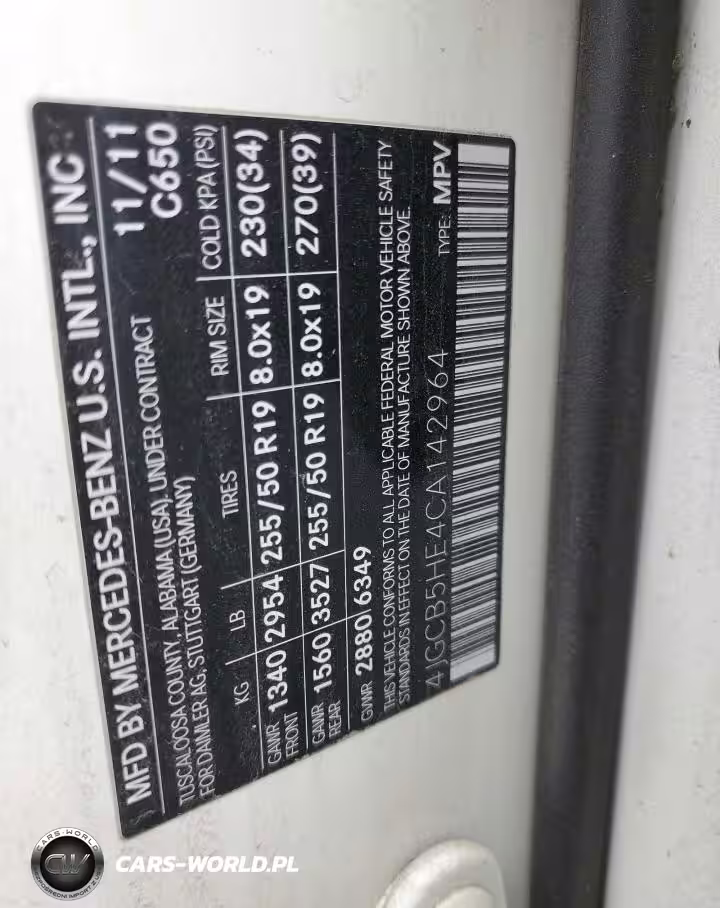 MFD BY MERCEDES-BENZ U.S. INTL., INC
TUSCALOOSA COUNTY, ALABAMA (USA), UNDER CONTRACT 11/11
FOR DAIMLER AG, STUTTGART (GERMANY) C650
KG LB TIRES RIM SIZE COLD KPA (PSI)
GAWR FRONT 1340 2954 255/50 R19 8.0x19 230(34)
GAWR REAR 1560 3527 255/50 R19 8.0x19 270(39)
GVWR 2880 6349
THIS VEHICLE CONFORMS TO ALL APPLICABLE FEDERAL MOTOR VEHICLE SAFETY
STANDARDS IN EFFECT ON THE DATE OF MANUFACTURE SHOWN ABOVE.
4JGCB5HE4CA142964 TYPE: MPV
CARS-WORLD
CW
CARS-WORLD.PL